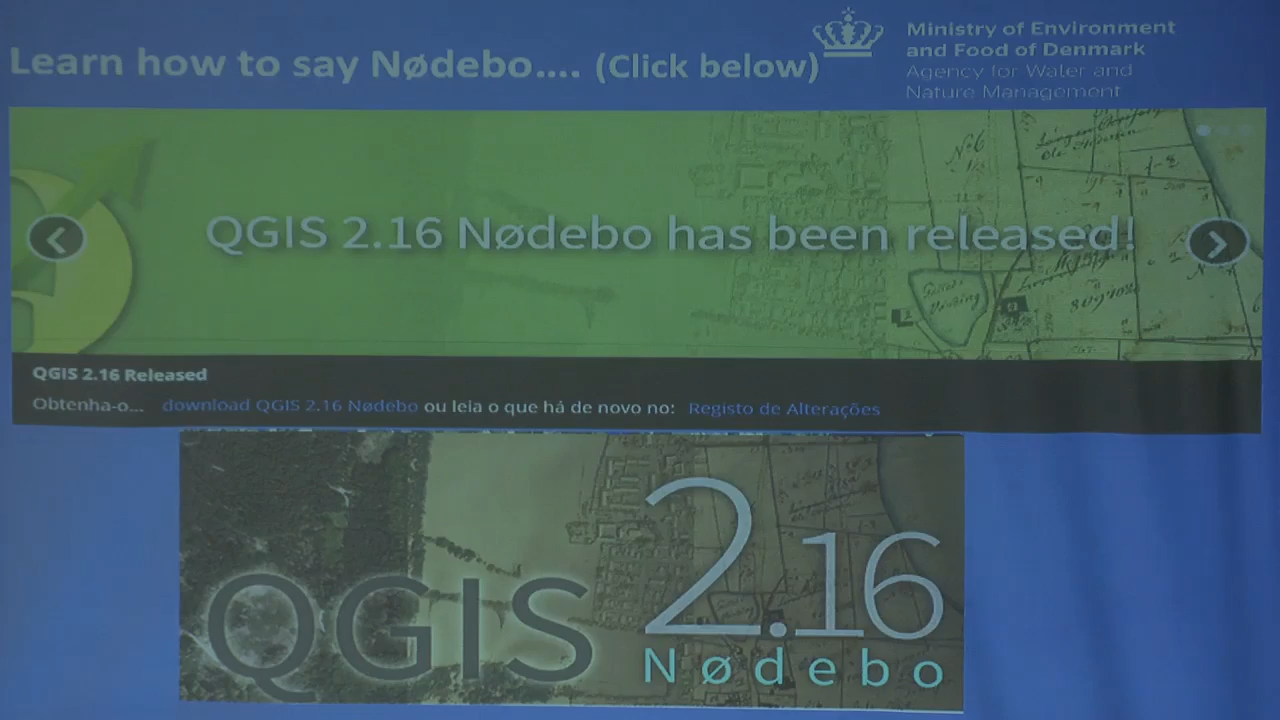 Learn how to say Nødebo.... (Click below)
Ministry of Environment
and Food of Denmark
Agency for Water and
Nature Management
QGIS 2.16 Nødebo has been released!
QGIS 2.16 Released
Obtenha-o... download QGIS 2.16 Nødebo ou leia o que há de novo no: Registo de Alterações
QGIS 2.16
Nødebo